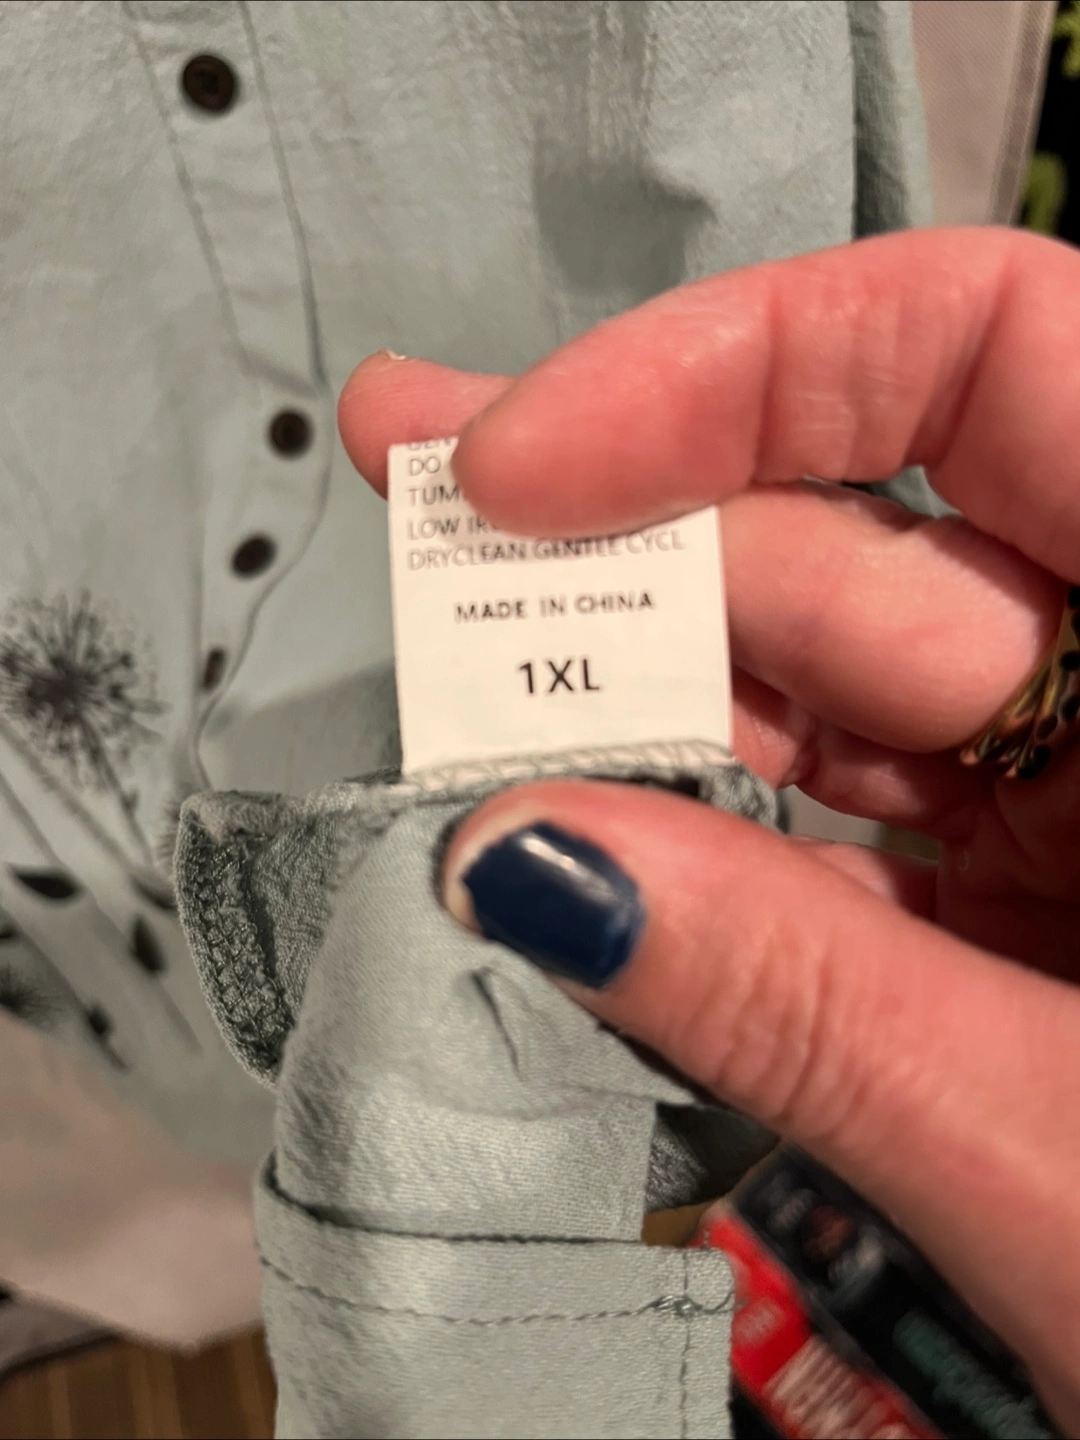 DO
TUM
LOW IR
DRYCLEAN GENTLE CYCL
MADE IN CHINA
1XL